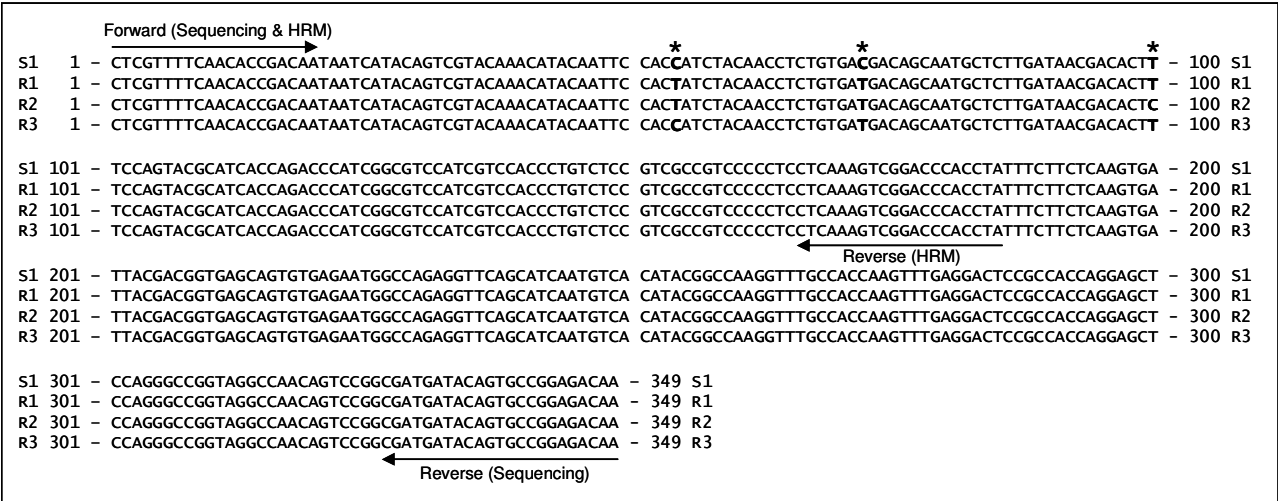 Forward (Sequencing & HRM)
* * *
S1 1 – CTCGTTTTCAACACCGACAATAATCATACAGTCGTACAAACATACAATTC CACCATCTACAACCTCTGTGACGACAGCAATGCTCTTGATAACGACACTT – 100 S1
R1 1 – CTCGTTTTCAACACCGACAATAATCATACAGTCGTACAAACATACAATTC CACTATCTACAACCTCTGTGATGACAGCAATGCTCTTGATAACGACACTT – 100 R1
R2 1 – CTCGTTTTCAACACCGACAATAATCATACAGTCGTACAAACATACAATTC CACTATCTACAACCTCTGTGATGACAGCAATGCTCTTGATAACGACACTC – 100 R2
R3 1 – CTCGTTTTCAACACCGACAATAATCATACAGTCGTACAAACATACAATTC CACCATCTACAACCTCTGTGATGACAGCAATGCTCTTGATAACGACACTT – 100 R3
S1 101 – TCCAGTACGCATCACCAGACCCATCGGCGTCCATCGTCCACCCTGTCTCC GTCGCCGTCCCCCTCCTCAAAGTCGGACCCACCTATTTCTTCTCAAGTGA – 200 S1
R1 101 – TCCAGTACGCATCACCAGACCCATCGGCGTCCATCGTCCACCCTGTCTCC GTCGCCGTCCCCCTCCTCAAAGTCGGACCCACCTATTTCTTCTCAAGTGA – 200 R1
R2 101 – TCCAGTACGCATCACCAGACCCATCGGCGTCCATCGTCCACCCTGTCTCC GTCGCCGTCCCCCTCCTCAAAGTCGGACCCACCTATTTCTTCTCAAGTGA – 200 R2
R3 101 – TCCAGTACGCATCACCAGACCCATCGGCGTCCATCGTCCACCCTGTCTCC GTCGCCGTCCCCCTCCTCAAAGTCGGACCCACCTATTTCTTCTCAAGTGA – 200 R3
Reverse (HRM)
S1 201 – TTACGACGGTGAGCAGTGTGAGAATGGCCAGAGGTTCAGCATCAATGTCA CATACGGCCAAGGTTTGCCACCAAGTTTGAGGACTCCGCCACCAGGAGCT – 300 S1
R1 201 – TTACGACGGTGAGCAGTGTGAGAATGGCCAGAGGTTCAGCATCAATGTCA CATACGGCCAAGGTTTGCCACCAAGTTTGAGGACTCCGCCACCAGGAGCT – 300 R1
R2 201 – TTACGACGGTGAGCAGTGTGAGAATGGCCAGAGGTTCAGCATCAATGTCA CATACGGCCAAGGTTTGCCACCAAGTTTGAGGACTCCGCCACCAGGAGCT – 300 R2
R3 201 – TTACGACGGTGAGCAGTGTGAGAATGGCCAGAGGTTCAGCATCAATGTCA CATACGGCCAAGGTTTGCCACCAAGTTTGAGGACTCCGCCACCAGGAGCT – 300 R3
S1 301 – CCAGGGCCGGTAGGCCAACAGTCCGGCGATGATACAGTGCCGGAGACAA – 349 S1
R1 301 – CCAGGGCCGGTAGGCCAACAGTCCGGCGATGATACAGTGCCGGAGACAA – 349 R1
R2 301 – CCAGGGCCGGTAGGCCAACAGTCCGGCGATGATACAGTGCCGGAGACAA – 349 R2
R3 301 – CCAGGGCCGGTAGGCCAACAGTCCGGCGATGATACAGTGCCGGAGACAA – 349 R3
Reverse (Sequencing)